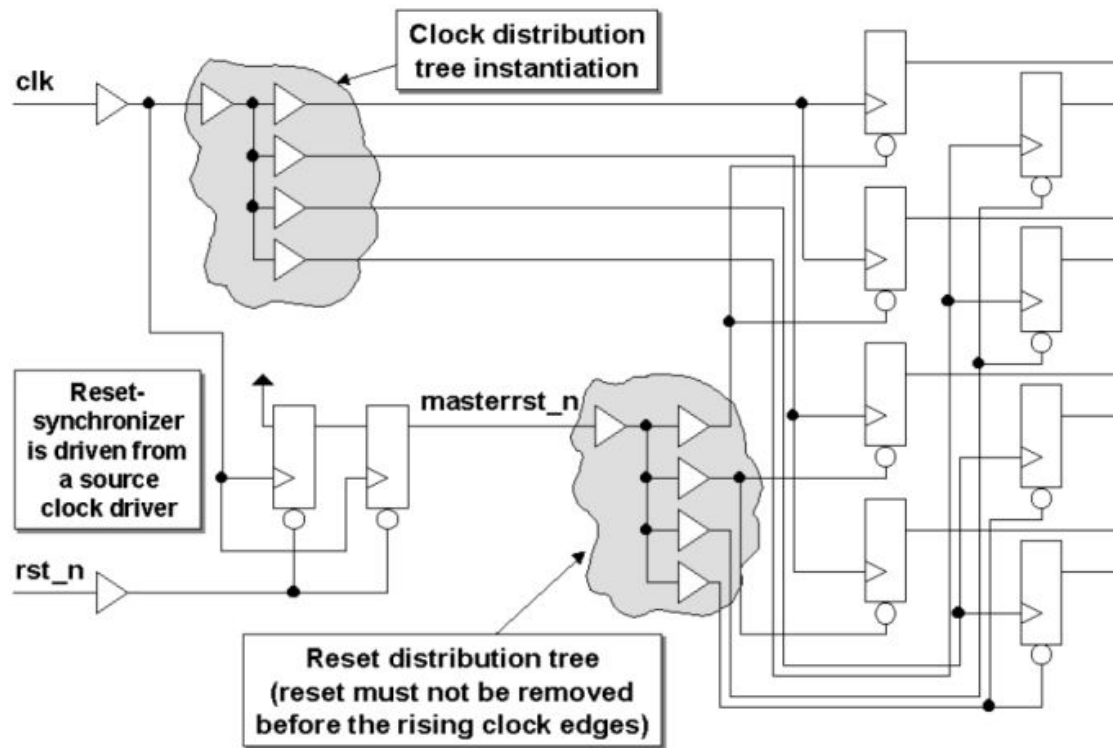 Clock distribution
tree instantiation
clk
Reset-
synchronizer
is driven from
a source
clock driver
masterrst_n
rst_n
Reset distribution tree
(reset must not be removed
before the rising clock edges)